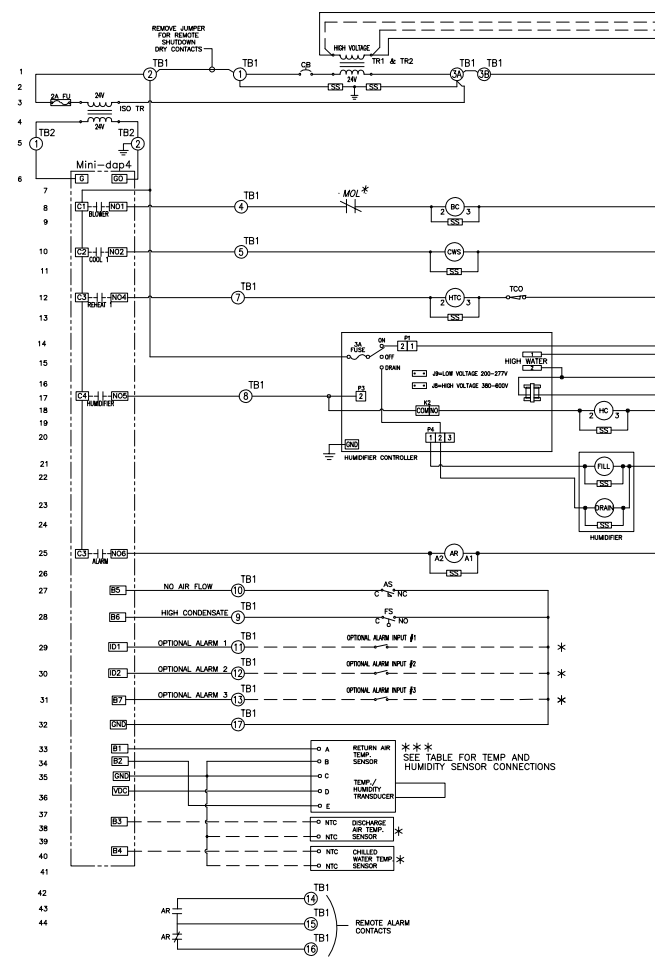 REMOVE JUMPER
FOR REMOTE
SHUTDOWN
DRY CONTACTS
HIGH VOLTAGE
TR1 & TR2
1 TB1 2 TB1 1 CB 24V TB1 3A TB1 3B
2 SS SS
3 2A FU 24V ISO TR
4 24V
TB2 TB2
5 1 2
Mini-dap4
6 G G0
7
8 C1 NO1 BLOWER TB1 4 MOL* 2 BC 3
9 SS
10 C2 NO2 COOL 1 TB1 5 CWS
11 SS
12 C3 NO4 REHEAT 1 TB1 7 2 HTC 3 TCO
13 SS
14 3A FUSE ON P1 2 1
OFF
15 DRAIN HIGH WATER 1 2
J9=LOW VOLTAGE 200-277V
16 J8=HIGH VOLTAGE 380-600V
17 C4 NO5 HUMIDIFIER TB1 8 P3 2
18 K2 COM NO 2 HC 3
19 SS
20 P4 1 2 3
GND
HUMIDIFIER CONTROLLER
21 FILL
22 SS
23 DRAIN
24 SS
HUMIDIFIER
25 C3 NO6 ALARM A2 AR A1
26 SS
27 B5 NO AIR FLOW TB1 10 AS C NC
28 B6 HIGH CONDENSATE TB1 9 FS C NO
29 ID1 OPTIONAL ALARM 1 TB1 11 OPTIONAL ALARM INPUT #1 *
30 ID2 OPTIONAL ALARM 2 TB1 12 OPTIONAL ALARM INPUT #2 *
31 B7 OPTIONAL ALARM 3 TB1 13 OPTIONAL ALARM INPUT #3 *
32 GND TB1 17
33 B1 A RETURN AIR TEMP. SENSOR ***
34 B2 B SEE TABLE FOR TEMP AND
HUMIDITY SENSOR CONNECTIONS
35 GND C TEMP./
HUMIDITY
TRANSDUCER
36 VDC D
E
37 B3 NTC DISCHARGE
38 AIR TEMP. *
39 NTC SENSOR
40 B4 NTC CHILLED
WATER TEMP. *
41 NTC SENSOR
42 TB1 14
43 AR TB1
44 15 REMOTE ALARM
CONTACTS
AR TB1
16